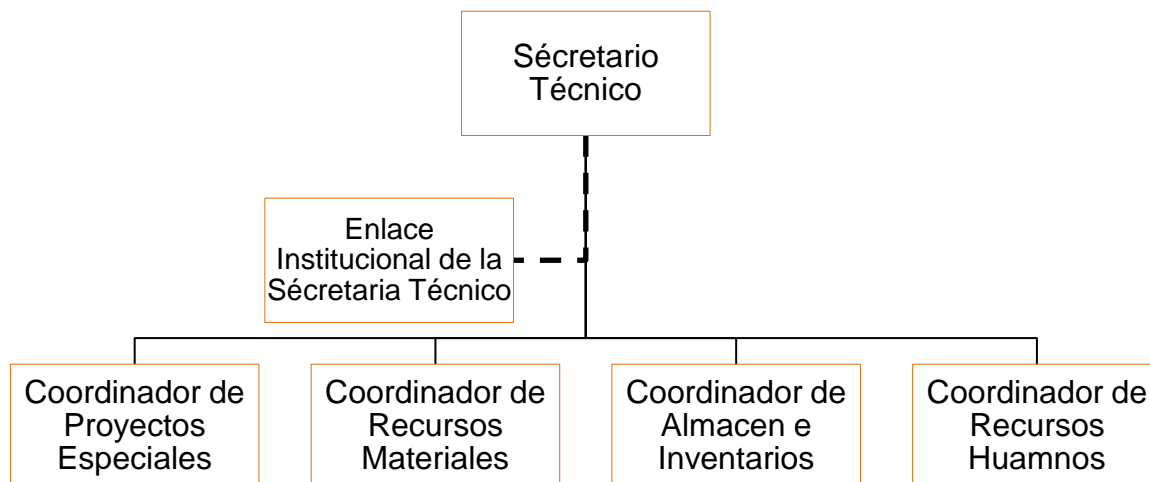 Sécretario
Técnico
Enlace
Institucional de la
Sécretaria Técnico
Coordinador de
Proyectos
Especiales
Coordinador de
Recursos
Materiales
Coordinador de
Almacen e
Inventarios
Coordinador de
Recursos
Huamnos